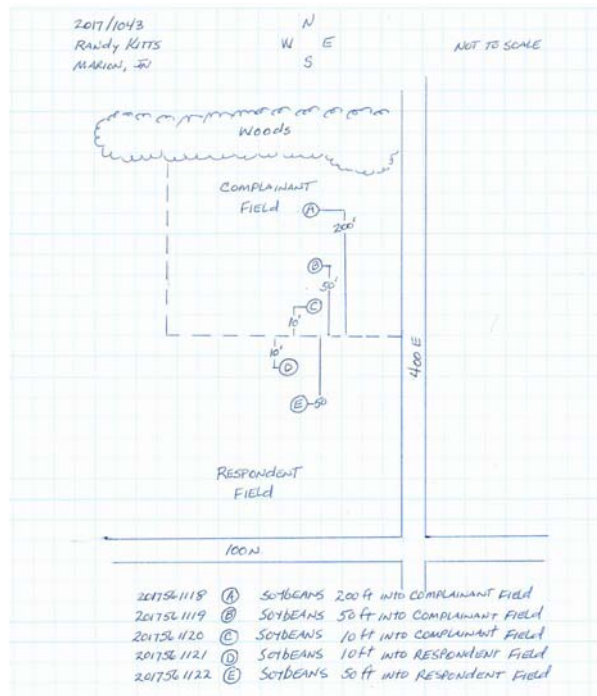 2017/1043
RANDY KITTS
MARION, IN
N
W E
S
NOT TO SCALE
Woods
COMPLAINANT
FIELD
A
200'
B
50'
C
10'
10'
D
E 50
400 E
RESPONDENT
FIELD
100 N
2017561118 A SOYBEANS 200 ft INTO COMPLAINANT FIELD
2017561119 B SOYBEANS 50 ft INTO COMPLAINANT FIELD
2017561120 C SOYBEANS 10 ft INTO COMPLAINANT FIELD
2017561121 D SOYBEANS 10 ft INTO RESPONDENT FIELD
2017561122 E SOYBEANS 50 ft INTO RESPONDENT FIELD